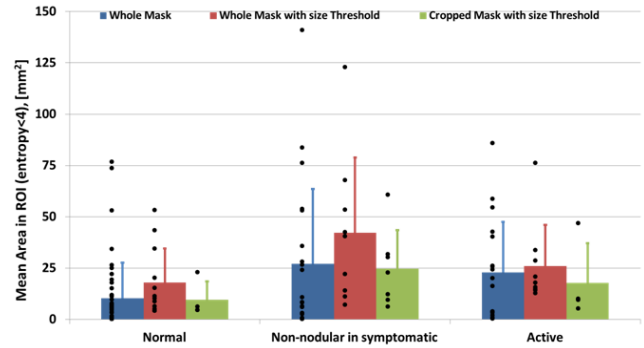 Whole Mask
Whole Mask with size Threshold
Cropped Mask with size Threshold
Mean Area in ROI (entropy<4), [mm²]
150
125
100
75
50
25
0
Normal
Non-nodular in symptomatic
Active